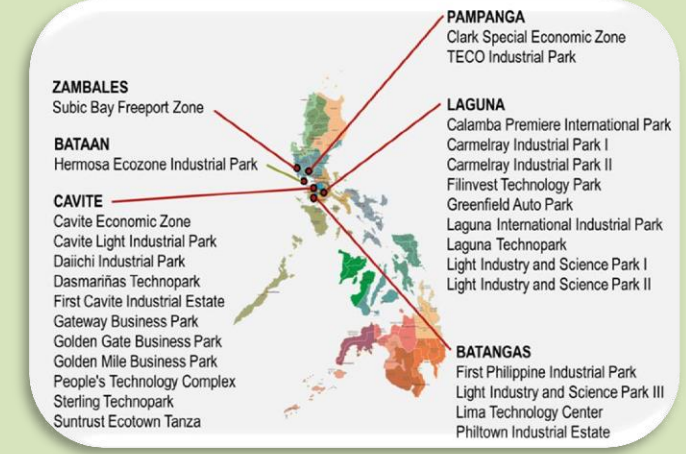 PAMPANGA
Clark Special Economic Zone
TECO Industrial Park
ZAMBALES
Subic Bay Freeport Zone
BATAAN
Hermosa Ecozone Industrial Park
CAVITE
Cavite Economic Zone
Cavite Light Industrial Park
Daiichi Industrial Park
Dasmariñas Technopark
First Cavite Industrial Estate
Gateway Business Park
Golden Gate Business Park
Golden Mile Business Park
People's Technology Complex
Sterling Technopark
Suntrust Ecotown Tanza
LAGUNA
Calamba Premiere International Park
Carmelray Industrial Park I
Carmelray Industrial Park II
Filinvest Technology Park
Greenfield Auto Park
Laguna International Industrial Park
Laguna Technopark
Light Industry and Science Park I
Light Industry and Science Park II
BATANGAS
First Philippine Industrial Park
Light Industry and Science Park III
Lima Technology Center
Philtown Industrial Estate